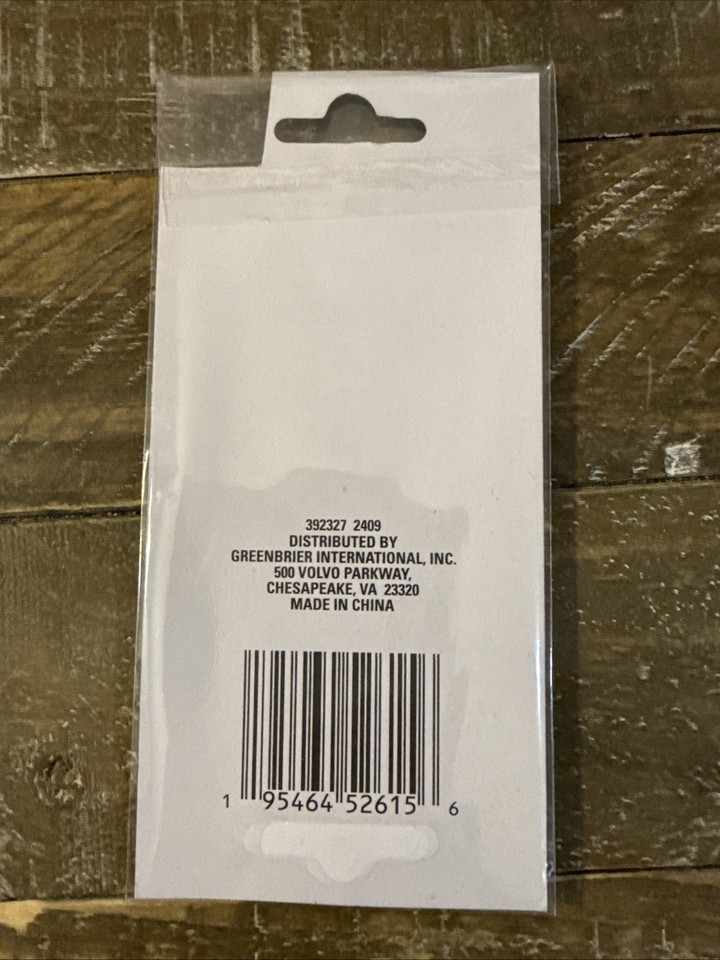 392327 2409
DISTRIBUTED BY
GREENBRIER INTERNATIONAL, INC.
500 VOLVO PARKWAY,
CHESAPEAKE, VA 23320
MADE IN CHINA
1 95464 52615 6